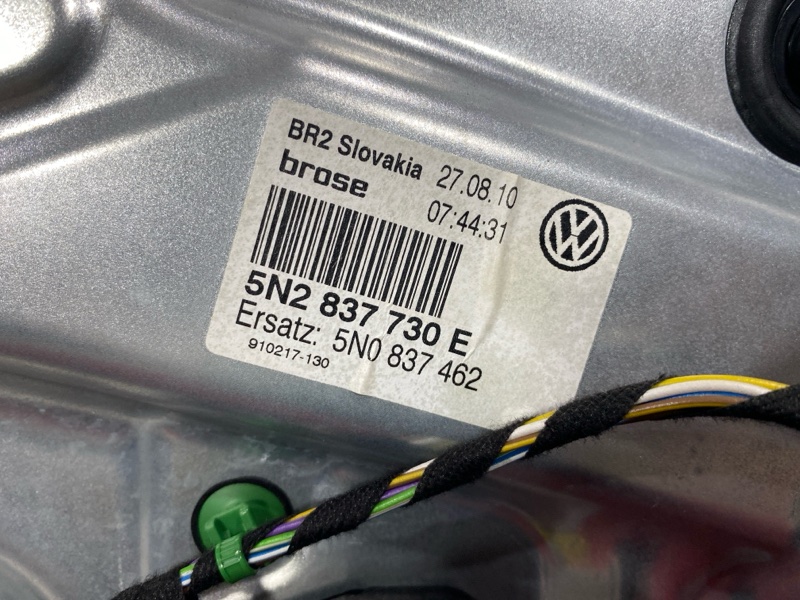 BR2 Slovakia 27.08.10
brose 07:44:31
5N2 837 730 E
Ersatz: 5N0 837 462
910217-130